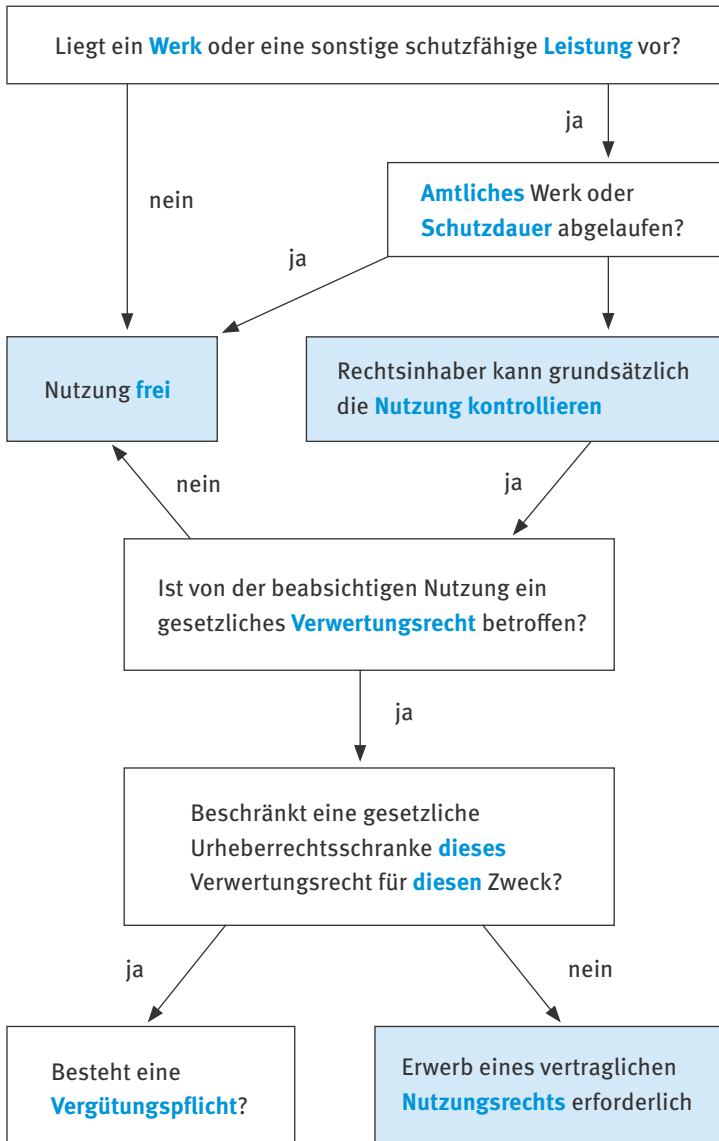 Liegt ein Werk oder eine sonstige schutzfähige Leistung vor?
ja
nein
Amtliches Werk oder
Schutzdauer abgelaufen?
ja
Nutzung frei
Rechtsinhaber kann grundsätzlich
die Nutzung kontrollieren
nein
ja
Ist von der beabsichtigen Nutzung ein
gesetzliches Verwertungsrecht betroffen?
ja
Beschränkt eine gesetzliche
Urheberrechtsschranke dieses
Verwertungsrecht für diesen Zweck?
ja
nein
Besteht eine
Vergütungspflicht?
Erwerb eines vertraglichen
Nutzungsrechts erforderlich